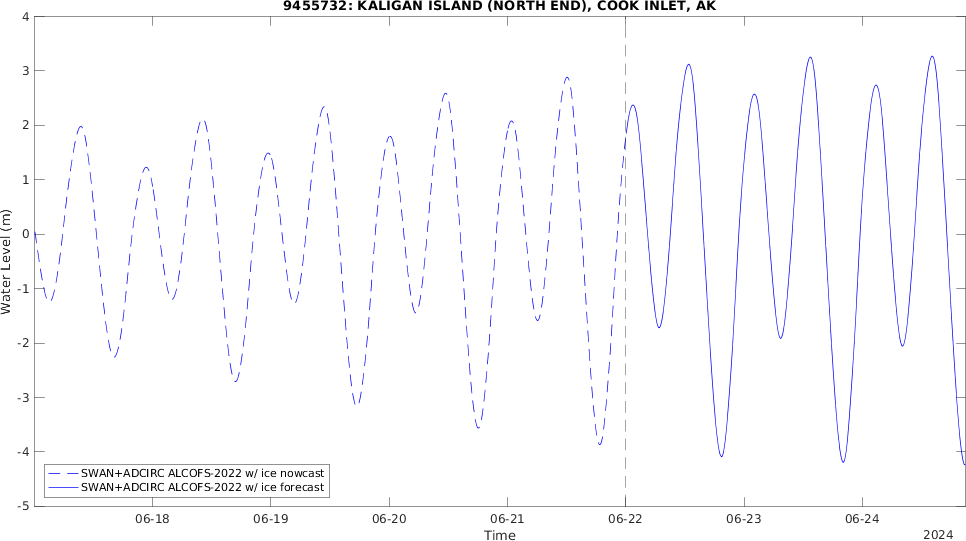 9455732: KALIGAN ISLAND (NORTH END), COOK INLET, AK
4
3
2
1
0
-1
-2
-3
-4
-5
Water Level (m)
SWAN+ADCIRC ALCOFS-2022 w/ ice nowcast
SWAN+ADCIRC ALCOFS-2022 w/ ice forecast
06-18 06-19 06-20 06-21 06-22 06-23 06-24
Time
2024